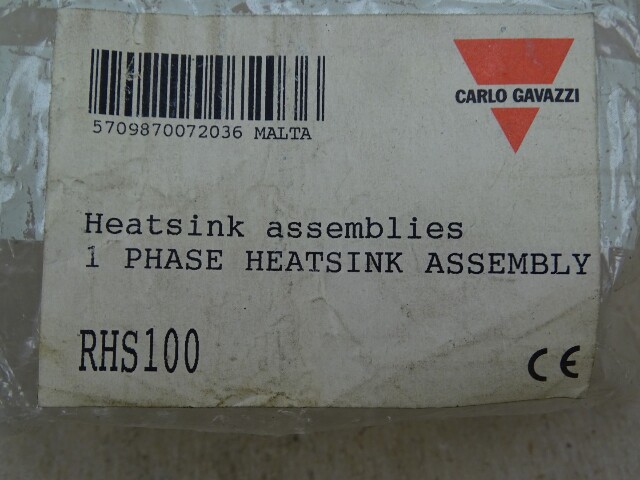 CARLO GAVAZZI
5709870072036 MALTA
Heatsink assemblies
1 PHASE HEATSINK ASSEMBLY
RHS100
CE